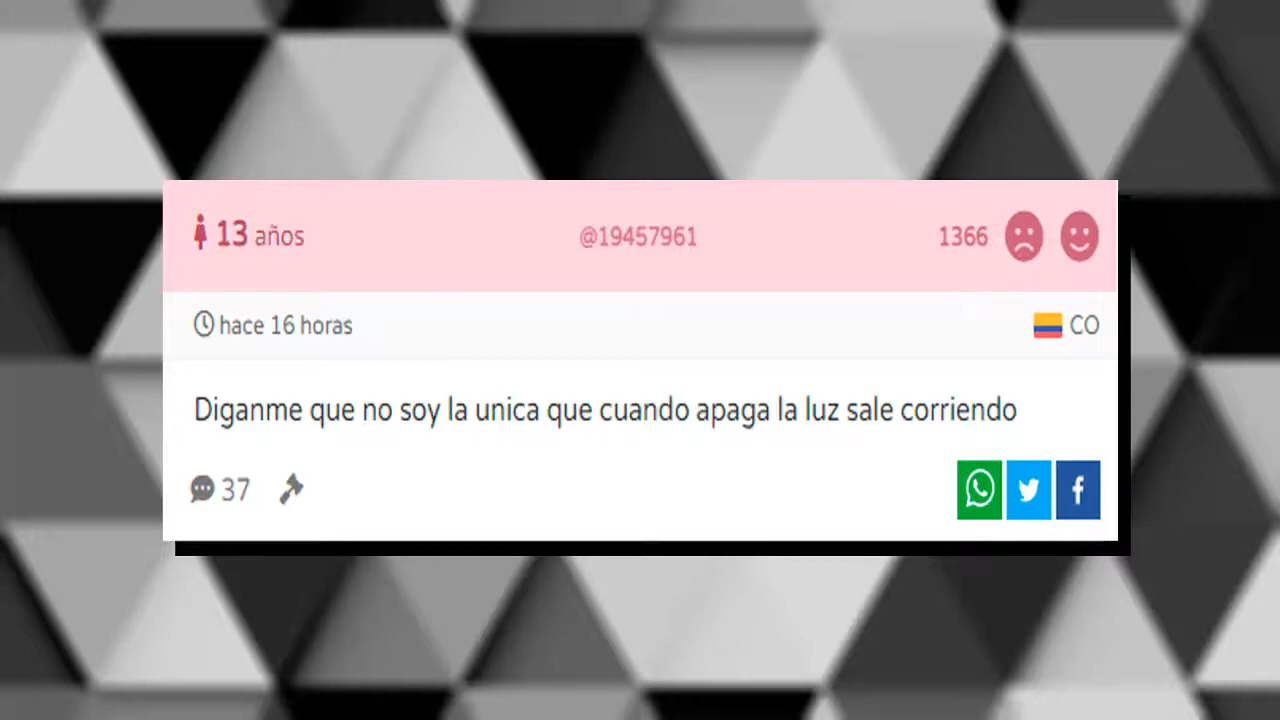 13 años @19457961 1366
hace 16 horas CO
Diganme que no soy la unica que cuando apaga la luz sale corriendo
37